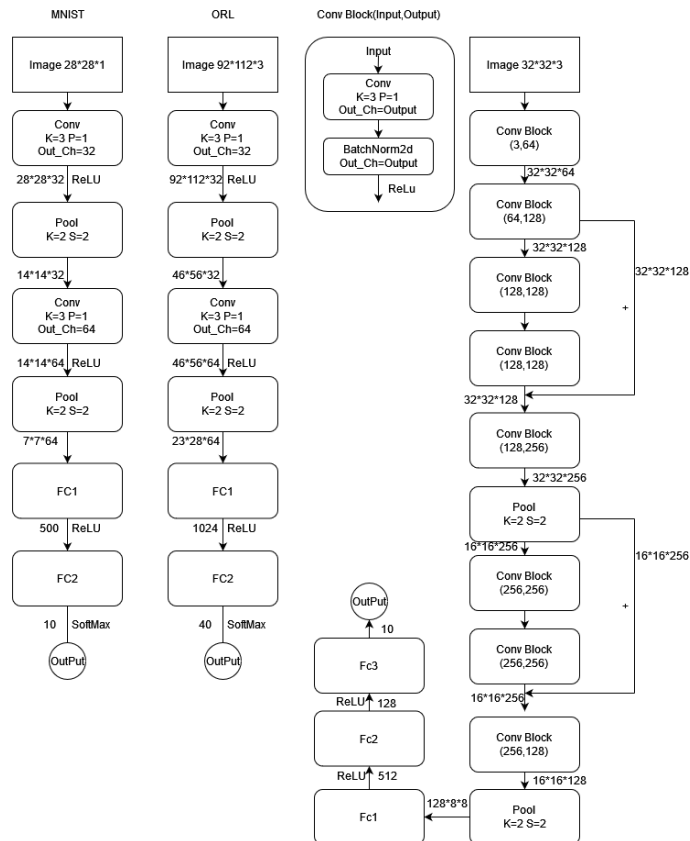 MNIST
Image 28*28*1
Conv
K=3 P=1
Out_Ch=32
28*28*32 ReLU
Pool
K=2 S=2
14*14*32
Conv
K=3 P=1
Out_Ch=64
14*14*64 ReLU
Pool
K=2 S=2
7*7*64
FC1
500 ReLU
FC2
10 SoftMax
OutPut
ORL
Image 92*112*3
Conv
K=3 P=1
Out_Ch=32
92*112*32 ReLU
Pool
K=2 S=2
46*56*32
Conv
K=3 P=1
Out_Ch=64
46*56*64 ReLU
Pool
K=2 S=2
23*28*64
FC1
1024 ReLU
FC2
40 SoftMax
OutPut
Conv Block(Input,Output)
Input
Conv
K=3 P=1
Out_Ch=Output
BatchNorm2d
Out_Ch=Output
ReLu
Image 32*32*3
Conv Block
(3,64)
32*32*64
Conv Block
(64,128)
32*32*128
Conv Block
(128,128)
32*32*128
+
Conv Block
(128,128)
32*32*128
Conv Block
(128,256)
32*32*256
Pool
K=2 S=2
16*16*256
Conv Block
(256,256)
16*16*256
+
Conv Block
(256,256)
16*16*256
Conv Block
(256,128)
16*16*128
Pool
K=2 S=2
128*8*8
Fc1
ReLU 512
Fc2
ReLU 128
Fc3
10
OutPut